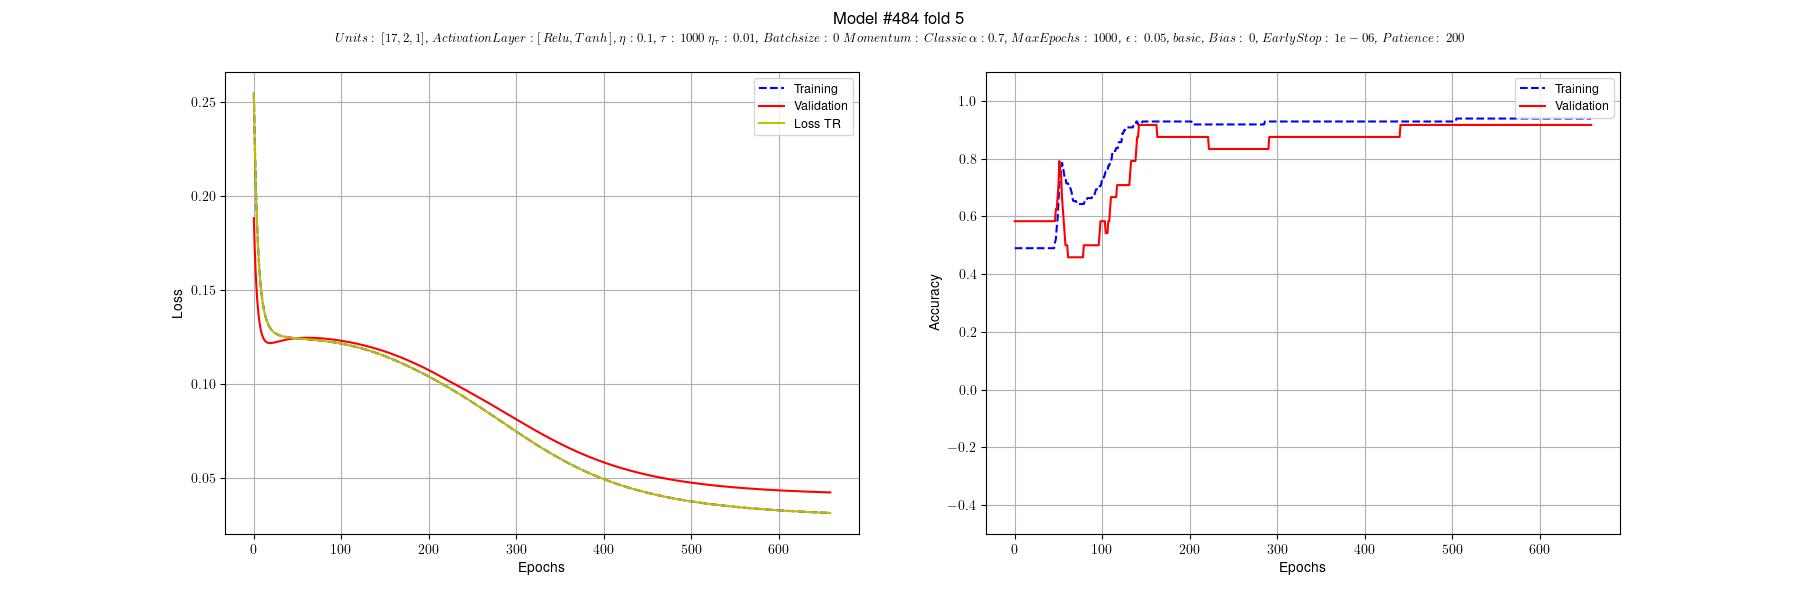 Model #484 fold 5
Units : [17, 2, 1], ActivationLayer : [Relu, Tanh], η : 0.1, τ : 1000 η_τ : 0.01, Batchsize : 0 Momentum : Classic α : 0.7, MaxEpochs : 1000, ϵ : 0.05, basic, Bias : 0, EarlyStop : 1e − 06, Patience : 200
Training
Validation
Loss TR
0.25
0.20
0.15
0.10
0.05
Loss
0 100 200 300 400 500 600
Epochs
Training
Validation
1.0
0.8
0.6
0.4
0.2
0.0
−0.2
−0.4
Accuracy
0 100 200 300 400 500 600
Epochs